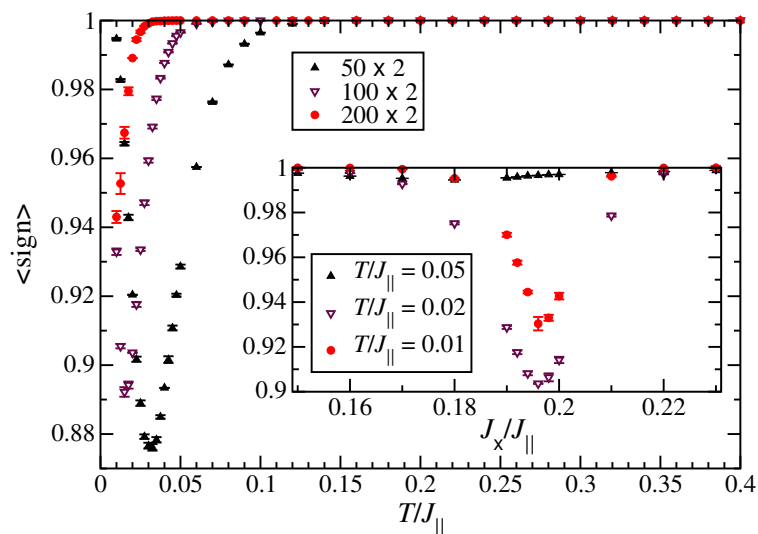 1
0.98
0.96
0.94
0.92
0.9
0.88
<sign>
0 0.05 0.1 0.15 0.2 0.25 0.3 0.35 0.4
T/J||
50 x 2
100 x 2
200 x 2
1
0.98
0.96
0.94
0.92
0.9
T/J|| = 0.05
T/J|| = 0.02
T/J|| = 0.01
0.16 0.18 0.2 0.22
Jx/J||